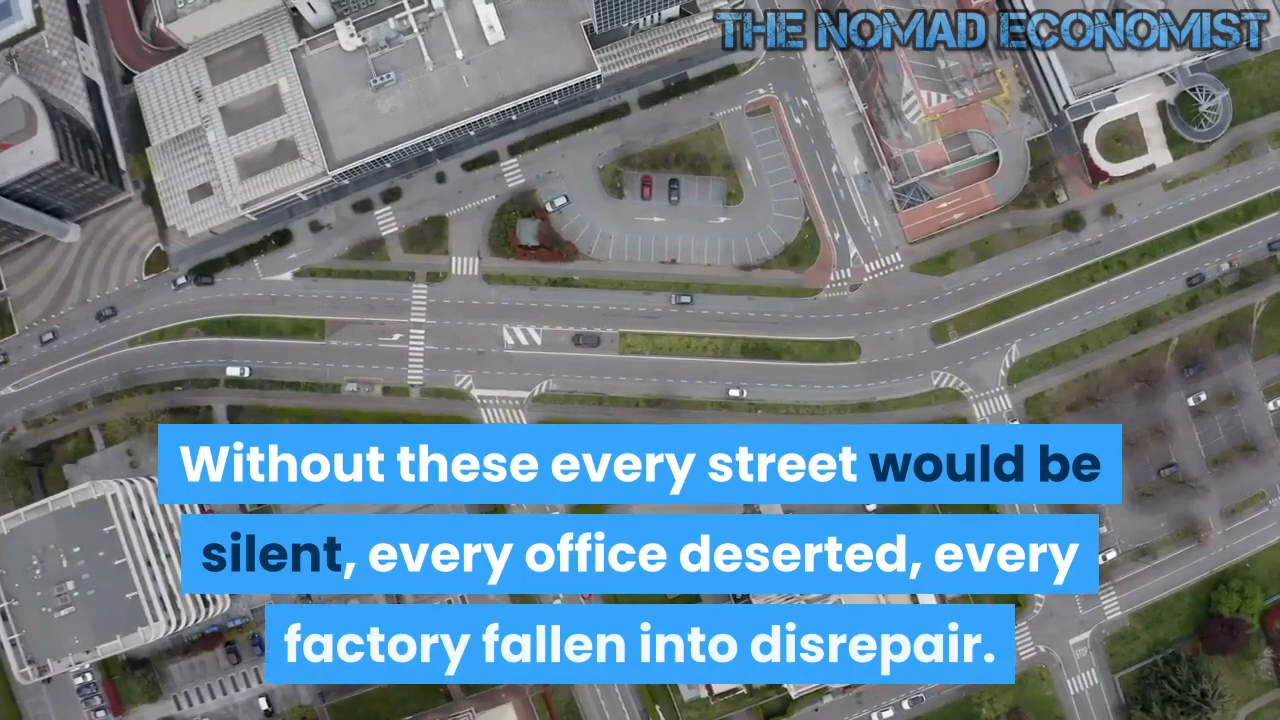 THE NOMAD ECONOMIST
Without these every street would be
silent, every office deserted, every
factory fallen into disrepair.